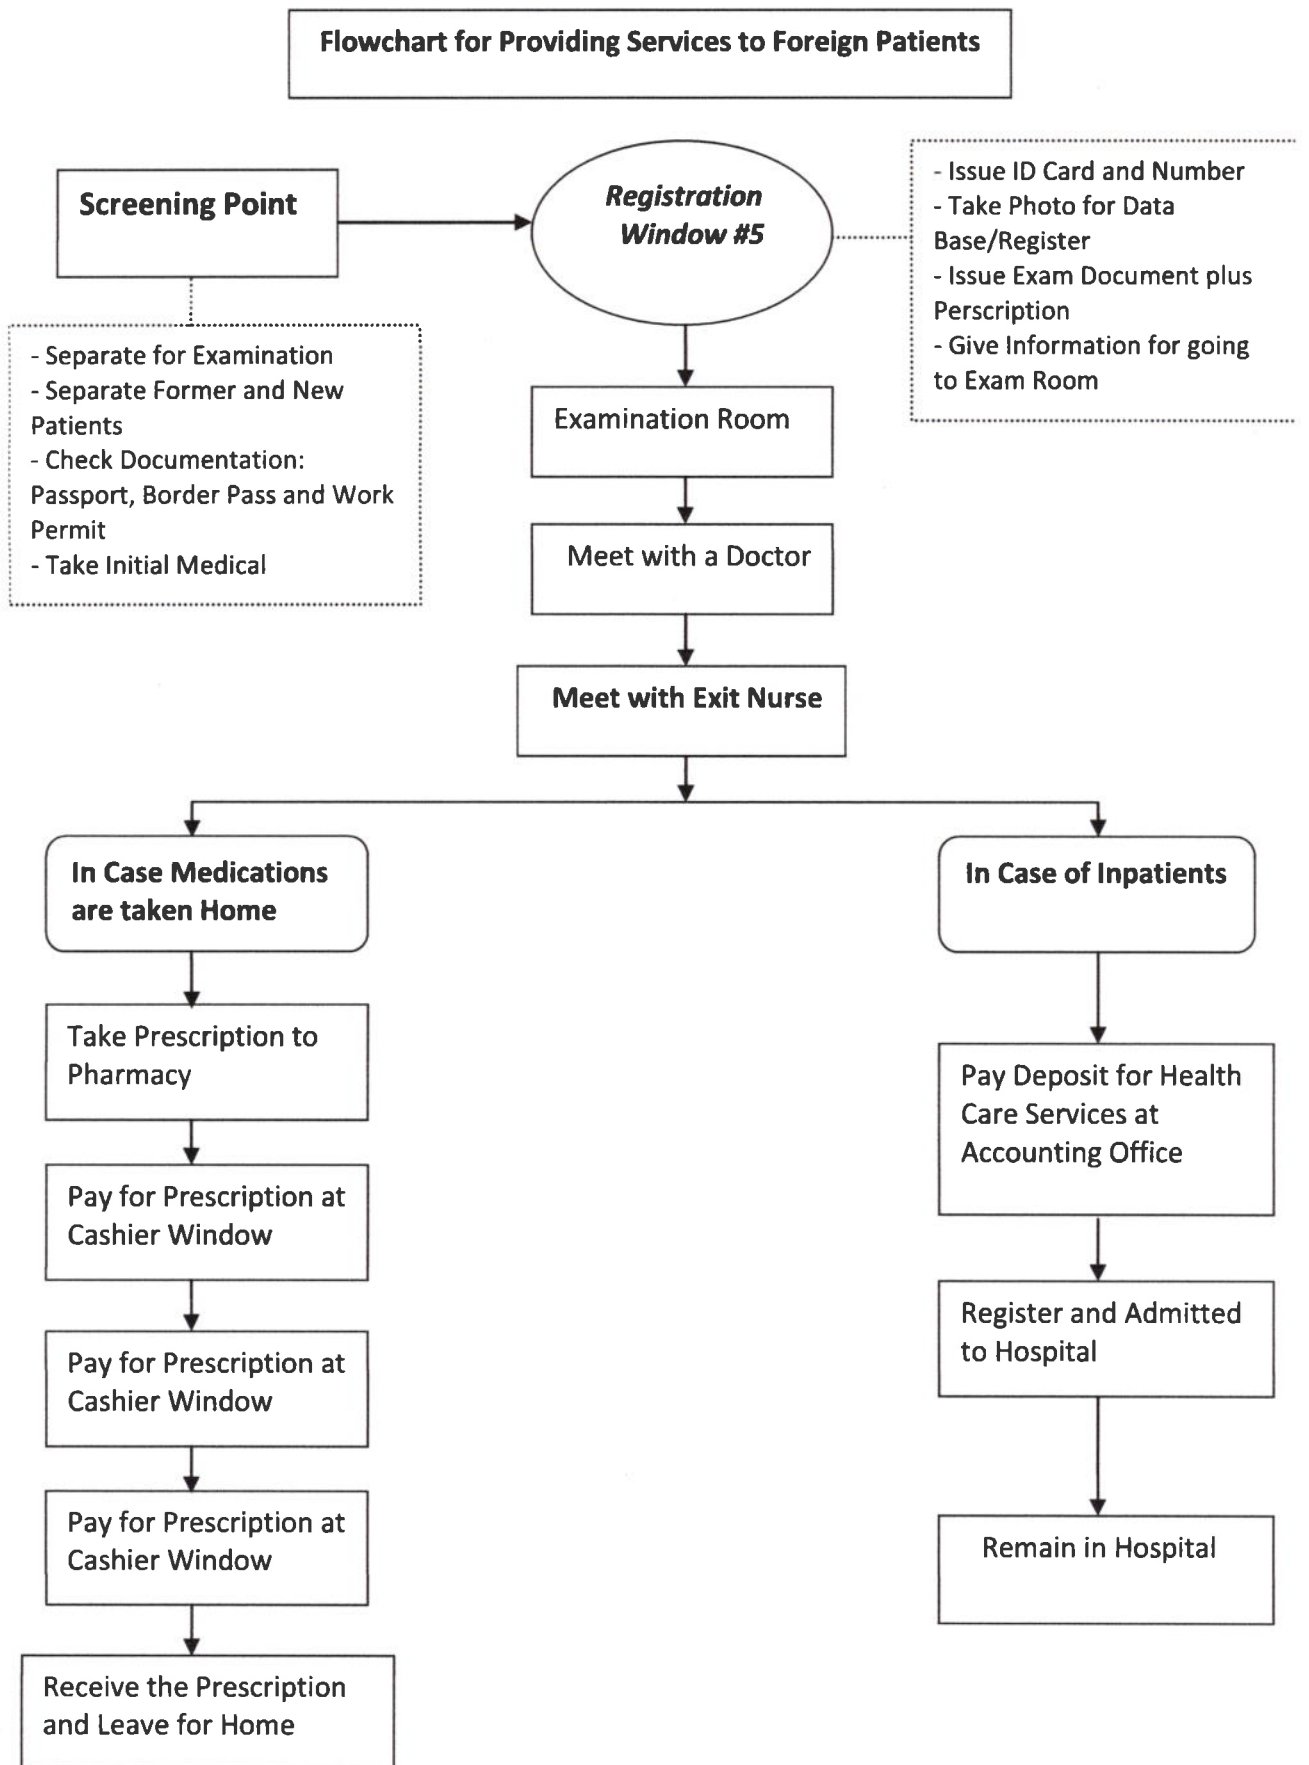 Flowchart for Providing Services to Foreign Patients
Screening Point
Registration
Window #5
- Issue ID Card and Number
- Take Photo for Data
Base/Register
- Issue Exam Document plus
Perscription
- Give Information for going
to Exam Room
- Separate for Examination
- Separate Former and New
Patients
- Check Documentation:
Passport, Border Pass and Work
Permit
- Take Initial Medical
Examination Room
Meet with a Doctor
Meet with Exit Nurse
In Case Medications
are taken Home
Take Prescription to
Pharmacy
Pay for Prescription at
Cashier Window
Pay for Prescription at
Cashier Window
Pay for Prescription at
Cashier Window
Receive the Prescription
and Leave for Home
In Case of Inpatients
Pay Deposit for Health
Care Services at
Accounting Office
Register and Admitted
to Hospital
Remain in Hospital